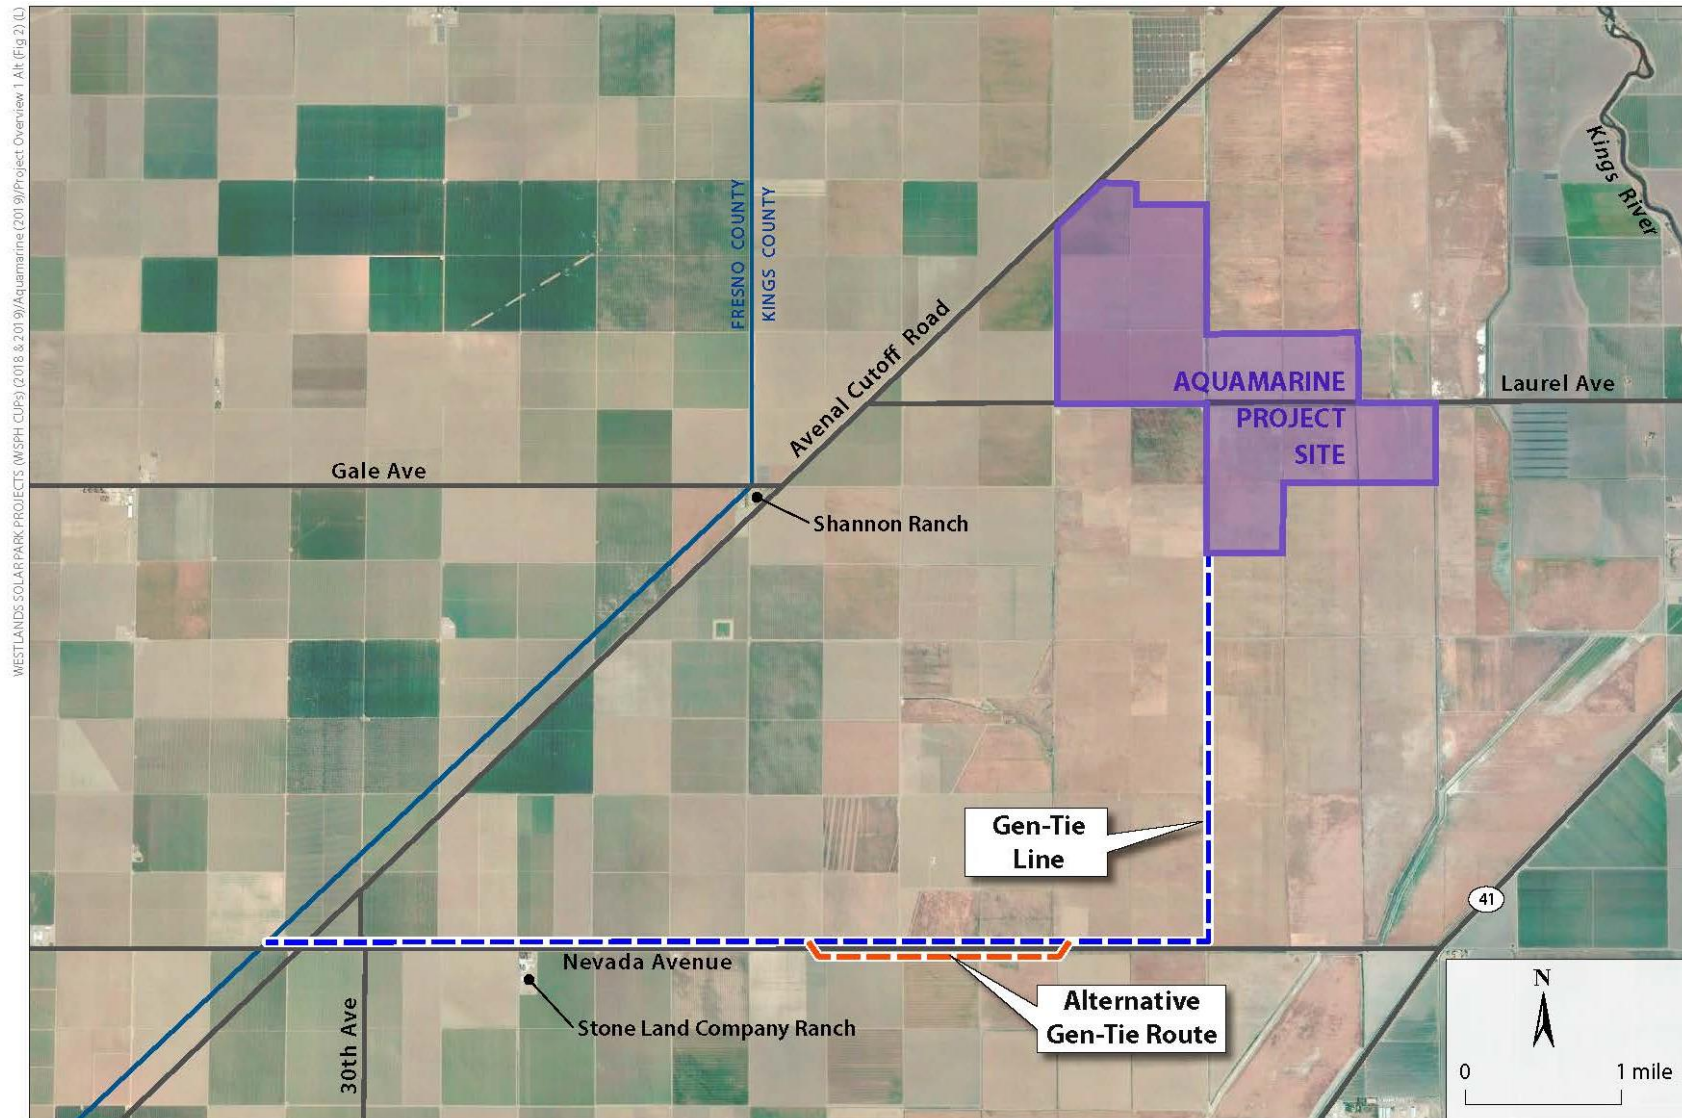 WESTLANDS SOLAR PARK PROJECTS (WSPH CUPs) (2018 & 2019)/Aquamarine (2019)/Project Overview 1 Alt (Fig 2) (L)
Kings River
FRESNO COUNTY
KINGS COUNTY
Avenal Cutoff Road
AQUAMARINE
PROJECT
SITE
Laurel Ave
Gale Ave
Shannon Ranch
Gen-Tie
Line
41
Nevada Avenue
Alternative
Gen-Tie Route
Stone Land Company Ranch
30th Ave
N
0
1 mile